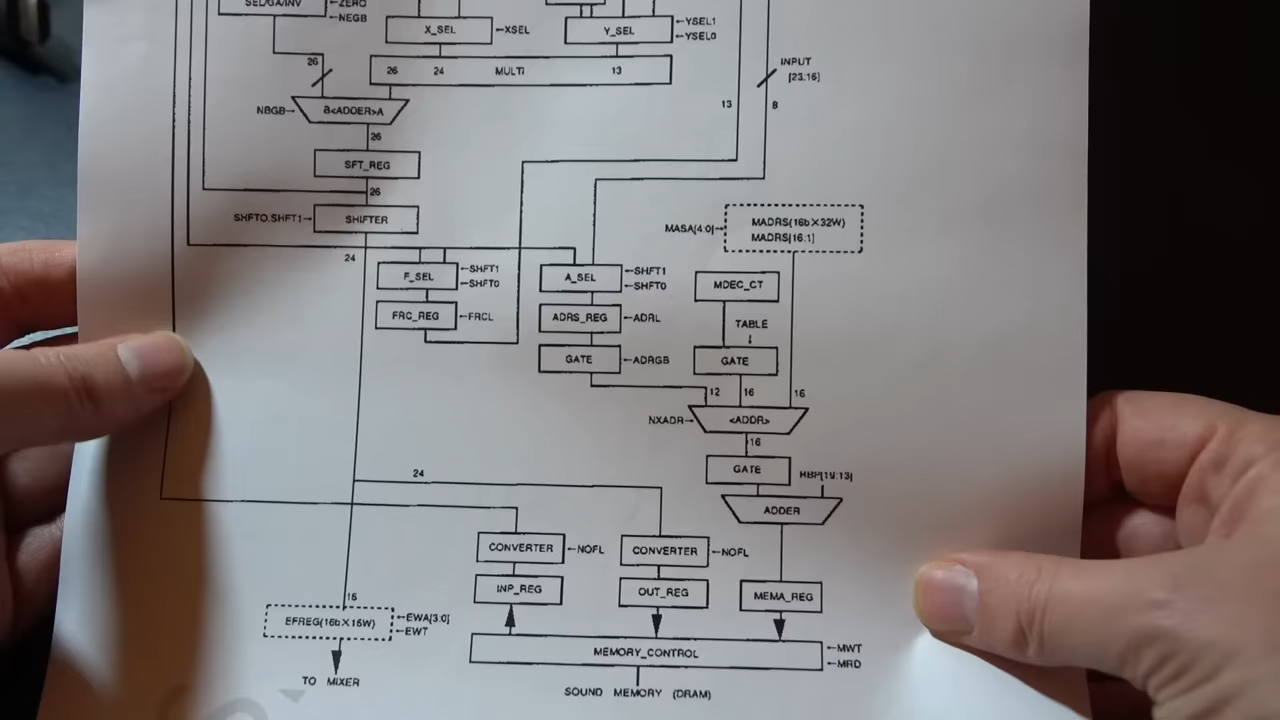 SEL/GA/INV
←ZERO
←NEGB
X_SEL
←XSEL
Y_SEL
←YSEL1
←YSEL0
26
26
24
MULTI
13
INPUT
[23:16]
13
8
NBGB→
B<ADDER>A
26
SFT_REG
26
SHFT0.SHFT1→
SHIFTER
24
MASA[4:0]→
MADRS(16b×32W)
MADRS[16:1]
F_SEL
←SHFT1
←SHFT0
A_SEL
←SHFT1
←SHFT0
MDEC_CT
FRC_REG
←FRCL
ADRS_REG
←ADRL
TABLE
↓
GATE
←ADRGB
GATE
12
16
16
NXADR→
<ADDR>
16
GATE
RBP[19:13]
24
ADDER
CONVERTER
←NOFL
CONVERTER
←NOFL
INP_REG
OUT_REG
MEMA_REG
16
EFREG(16b×16W)
←EWA[3:0]
←EWT
MEMORY_CONTROL
←MWT
←MRD
TO MIXER
SOUND MEMORY (DRAM)